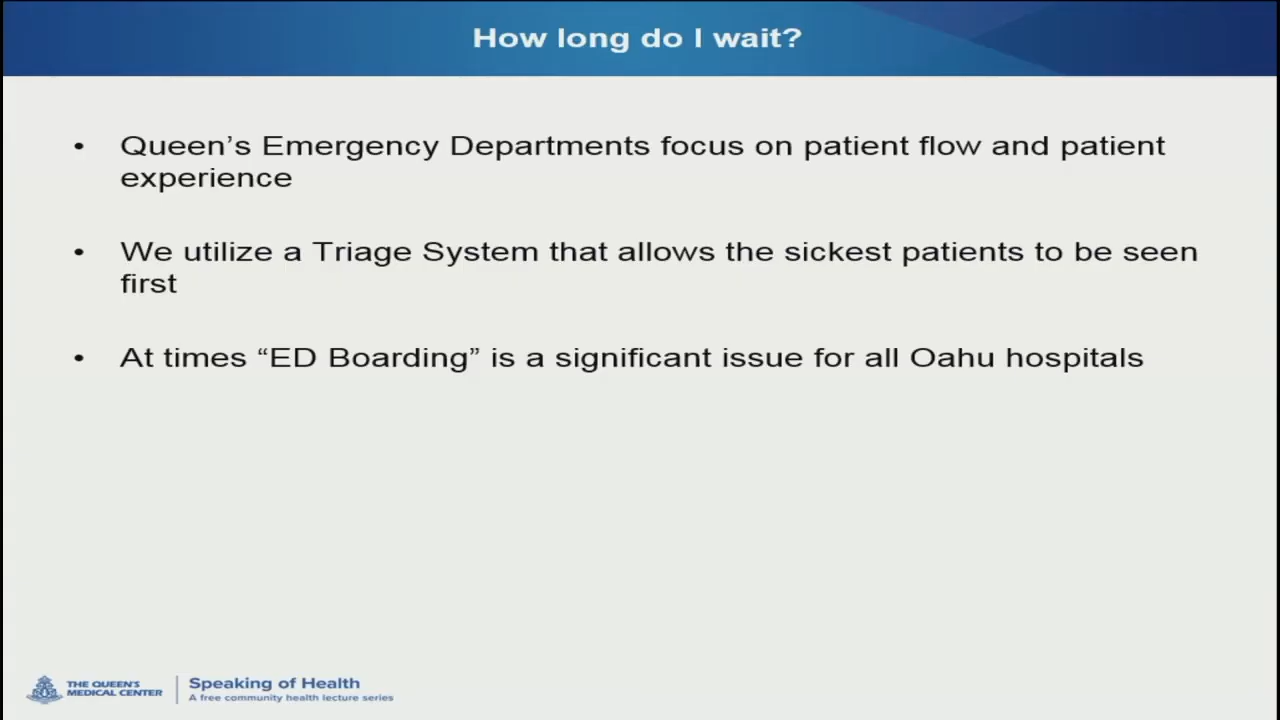 How long do I wait?
• Queen's Emergency Departments focus on patient flow and patient
experience
• We utilize a Triage System that allows the sickest patients to be seen
first
• At times “ED Boarding” is a significant issue for all Oahu hospitals
THE QUEEN'S
MEDICAL CENTER
Speaking of Health
A free community health lecture series